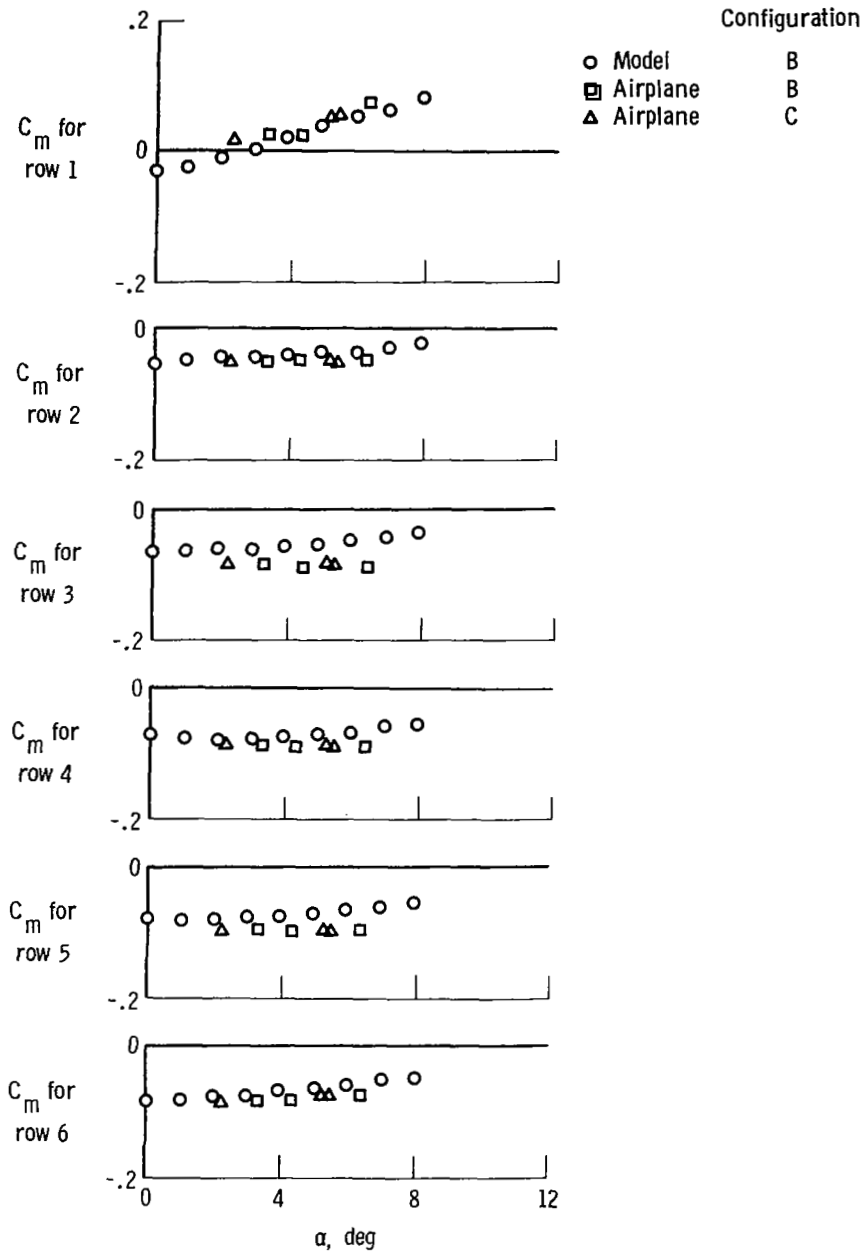 Configuration
Model B
Airplane B
Airplane C
.2
C_m for
row 1
0
-.2
0
C_m for
row 2
-.2
0
C_m for
row 3
-.2
0
C_m for
row 4
-.2
0
C_m for
row 5
-.2
0
C_m for
row 6
-.2
0 4 8 12
α, deg